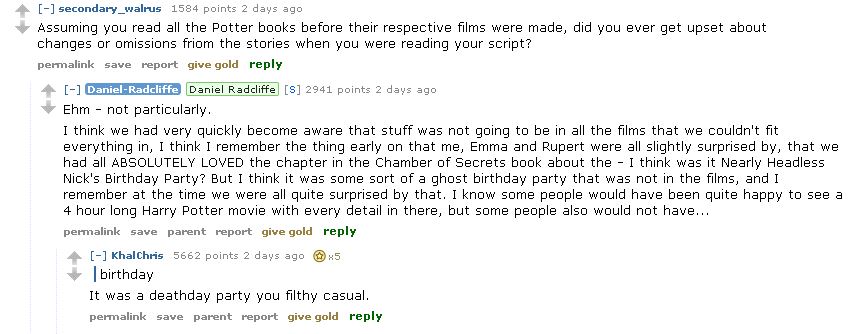 [-] secondary_walrus 1584 points 2 days ago
Assuming you read all the Potter books before their respective films were made, did you ever get upset about
changes or omissions friom the stories when you were reading your script?
permalink save report give gold reply
[-] Daniel-Radcliffe Daniel Radcliffe [S] 2941 points 2 days ago
Ehm - not particularly.
I think we had very quickly become aware that stuff was not going to be in all the films that we couldn't fit
everything in, I think I remember the thing early on that me, Emma and Rupert were all slightly surprised by, that we
had all ABSOLUTELY LOVED the chapter in the Chamber of Secrets book about the - I think was it Nearly Headless
Nick's Birthday Party? But I think it was some sort of a ghost birthday party that was not in the films, and I
remember at the time we were all quite surprised by that. I know some people would have been quite happy to see a
4 hour long Harry Potter movie with every detail in there, but some people also would not have...
permalink save parent report give gold reply
[-] KhalChris 5662 points 2 days ago x5
birthday
It was a deathday party you filthy casual.
permalink save parent report give gold reply